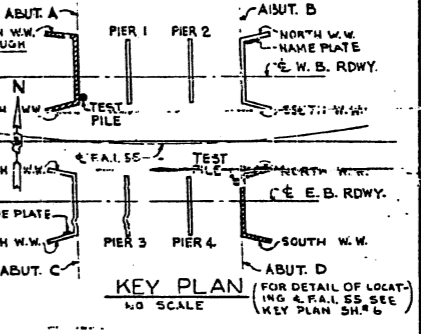 ABUT. A
ABUT. B
PIER 1
PIER 2
W.W.
NORTH W.W.
NAME PLATE
℄ W. B. RDWY.
N
TEST
PILE
W.W.
SOUTH W.W.
℄ F.A.I. 55
TEST
PILE
W.W.
NORTH W.W.
℄ E. B. RDWY.
PLATE
W.W.
PIER 3
PIER 4
SOUTH W.W.
ABUT. C
ABUT. D
KEY PLAN
NO SCALE
(FOR DETAIL OF LOCAT-
ING ℄ F.A.I. 55 SEE
KEY PLAN SH.# 6)